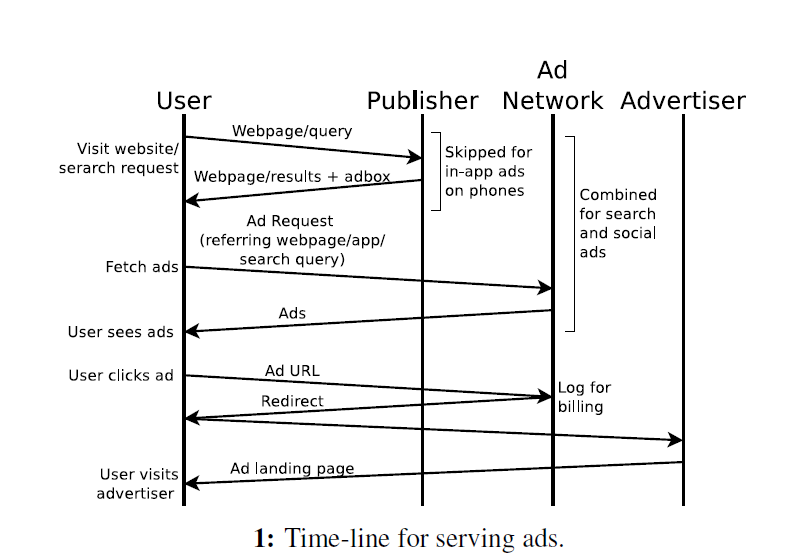 Ad
User Publisher Network Advertiser
Webpage/query
Visit website/
serarch request
Skipped for
in-app ads
on phones
Webpage/results + adbox
Combined
for search
and social
ads
Ad Request
(referring webpage/app/
search query)
Fetch ads
Ads
User sees ads
User clicks ad
Ad URL
Log for
billing
Redirect
Ad landing page
User visits
advertiser
1: Time-line for serving ads.